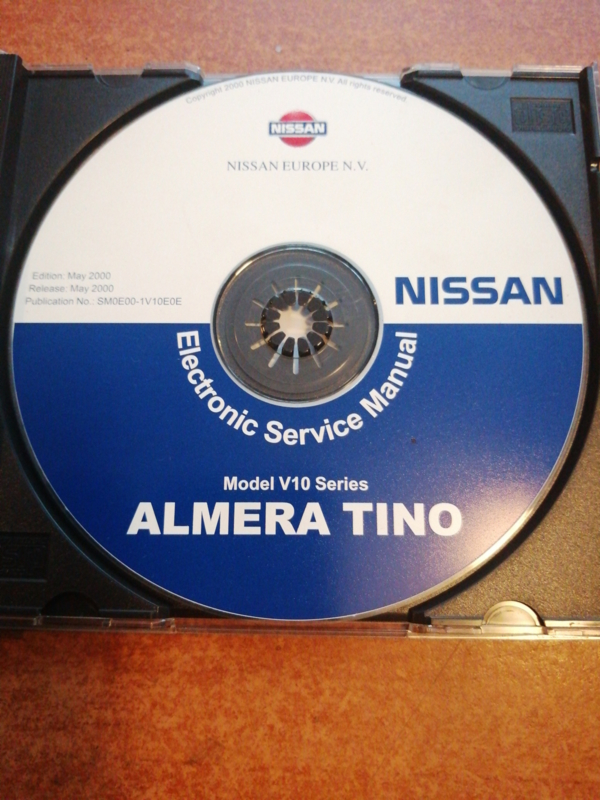 Copyright 2000 NISSAN EUROPE N.V. All rights reserved.
NISSAN
NISSAN EUROPE N.V.
Edition: May 2000
Release: May 2000
Publication No.: SM0E00-1V10E0E
NISSAN
Electronic Service Manual
Model V10 Series
ALMERA TINO